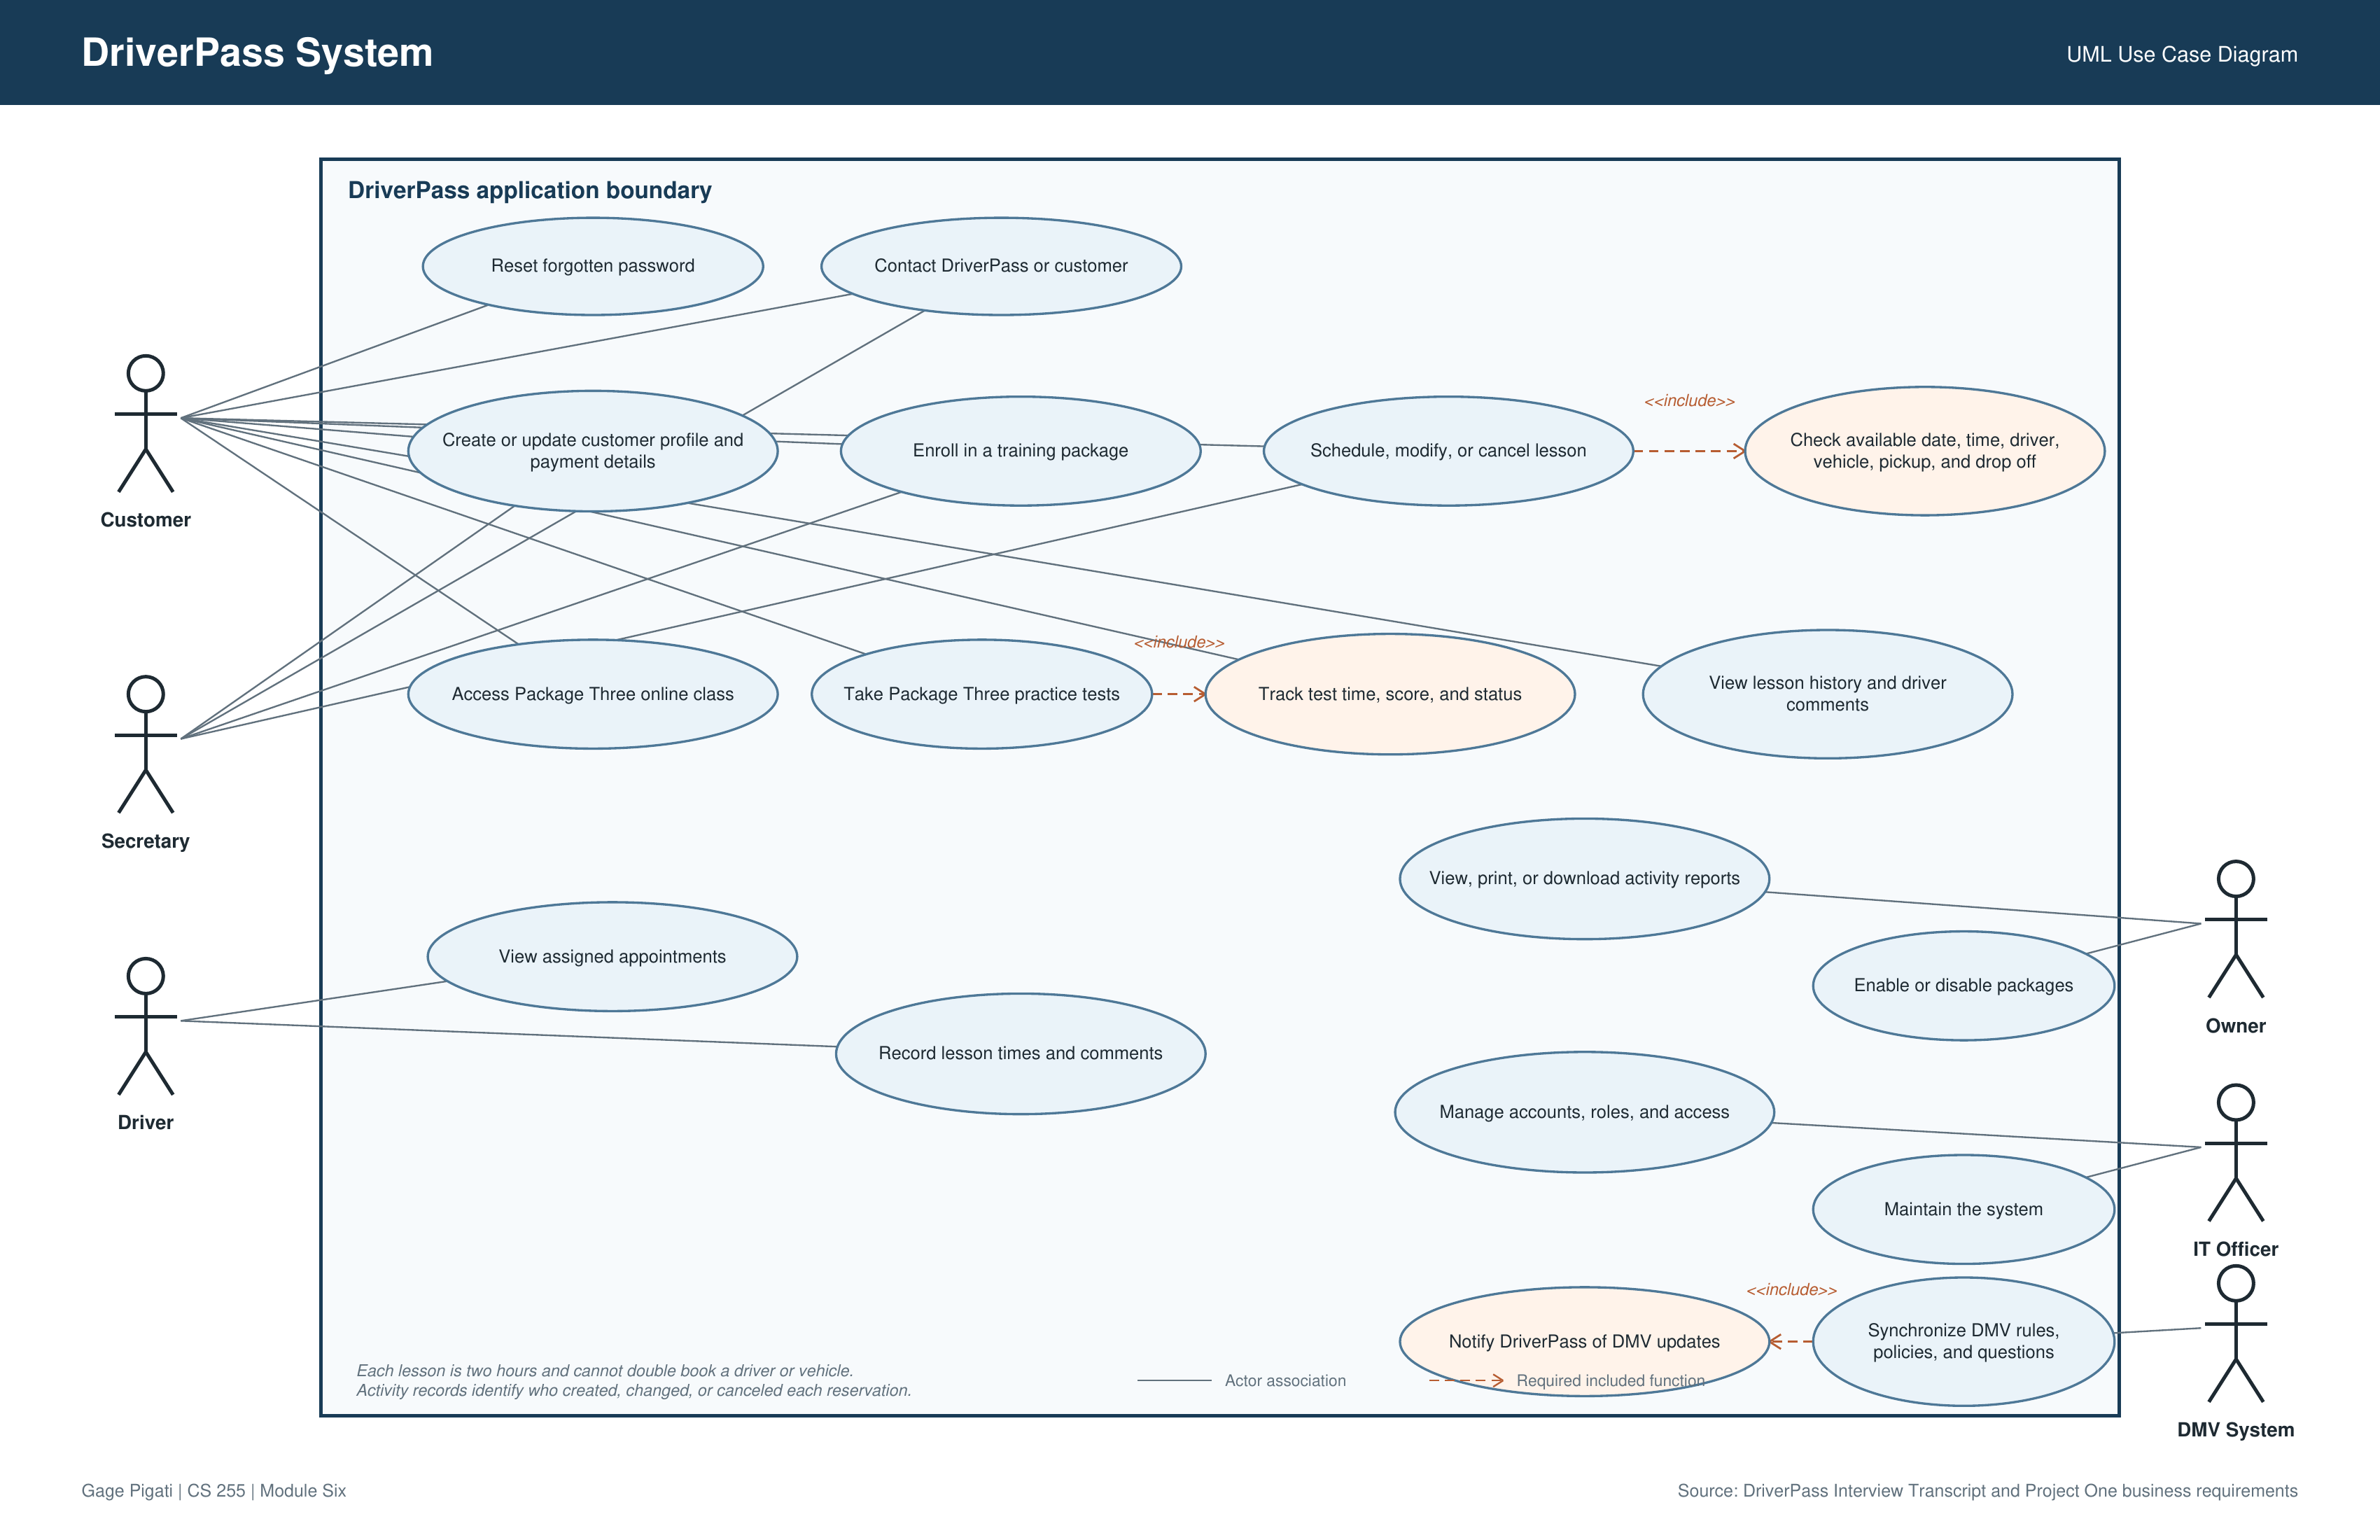 DriverPass System
UML Use Case Diagram
DriverPass application boundary
Reset forgotten password
Contact DriverPass or customer
Create or update customer profile and
payment details
Enroll in a training package
Schedule, modify, or cancel lesson
<<include>>
Check available date, time, driver,
vehicle, pickup, and drop off
Customer
Access Package Three online class
Take Package Three practice tests
<<include>>
Track test time, score, and status
View lesson history and driver
comments
Secretary
View, print, or download activity reports
View assigned appointments
Enable or disable packages
Owner
Record lesson times and comments
Driver
Manage accounts, roles, and access
Maintain the system
IT Officer
<<include>>
Notify DriverPass of DMV updates
Synchronize DMV rules,
policies, and questions
Each lesson is two hours and cannot double book a driver or vehicle.
Activity records identify who created, changed, or canceled each reservation.
Actor association
Required included function
DMV System
Gage Pigati | CS 255 | Module Six
Source: DriverPass Interview Transcript and Project One business requirements